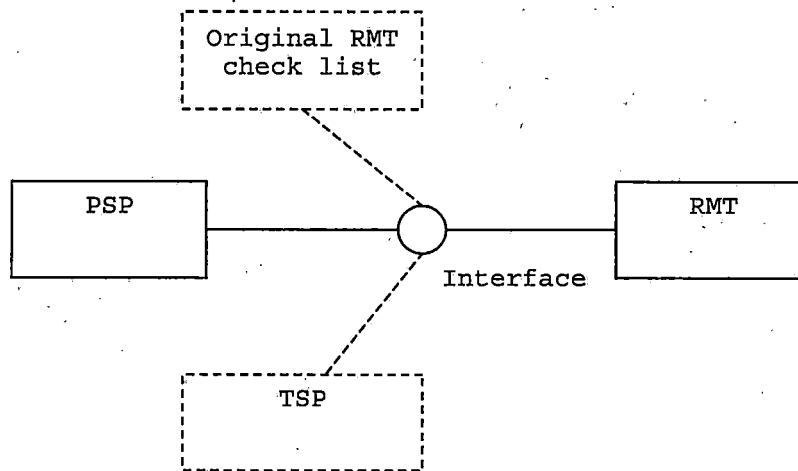 Original RMT
check list
PSP
RMT
Interface
TSP